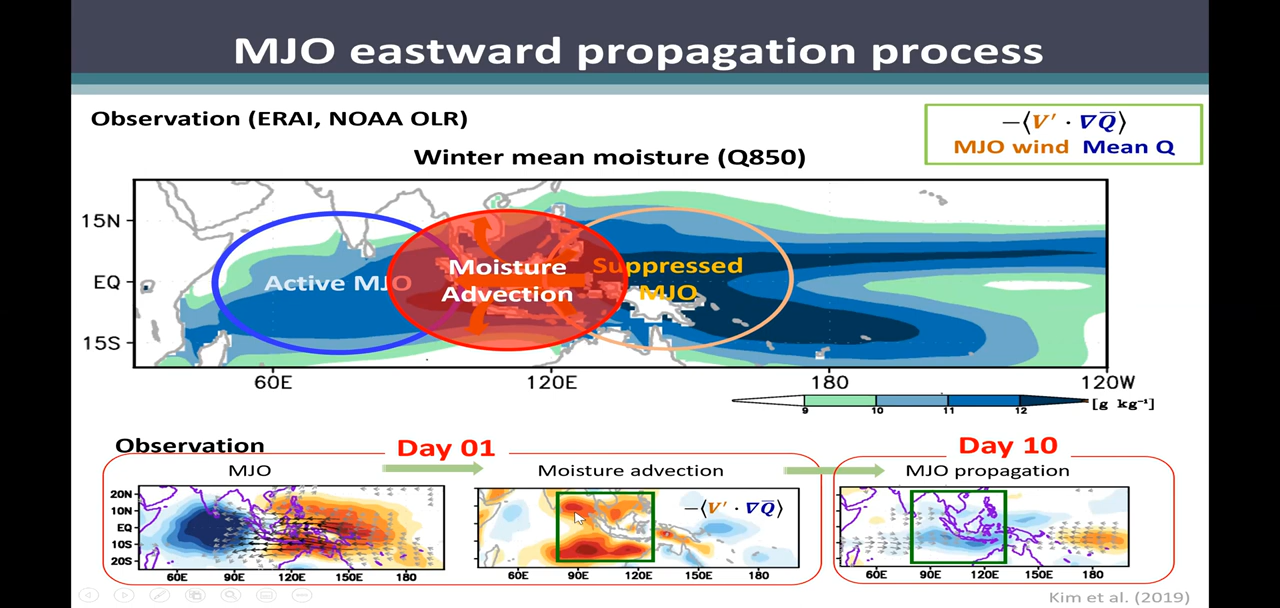 MJO eastward propagation process
Observation (ERAI, NOAA OLR)
−⟨V′ · ∇Q̅⟩
MJO wind Mean Q
Winter mean moisture (Q850)
15N
EQ
15S
Active MJO
Moisture
Advection
Suppressed
MJO
60E 120E 180 120W
9 10 11 12 [g kg⁻¹]
Observation
Day 01
Day 10
MJO
Moisture advection
MJO propagation
20N
10N
EQ
10S
20S
60E 90E 120E 150E 180
−⟨V′ · ∇Q̅⟩
60E 90E 120E 150E 180
60E 90E 120E 150E 180
Kim et al. (2019)